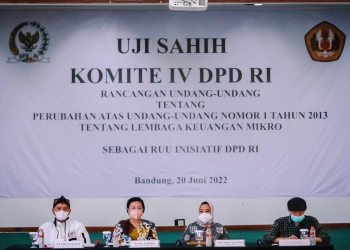 UJI SAHIH
KOMITE IV DPD RI
RANCANGAN UNDANG-UNDANG
TENTANG
PERUBAHAN ATAS UNDANG-UNDANG NOMOR 1 TAHUN 2013
TENTANG LEMBAGA KEUANGAN MIKRO
SEBAGAI RUU INISIATIF DPD RI
Bandung, 20 Juni 2022